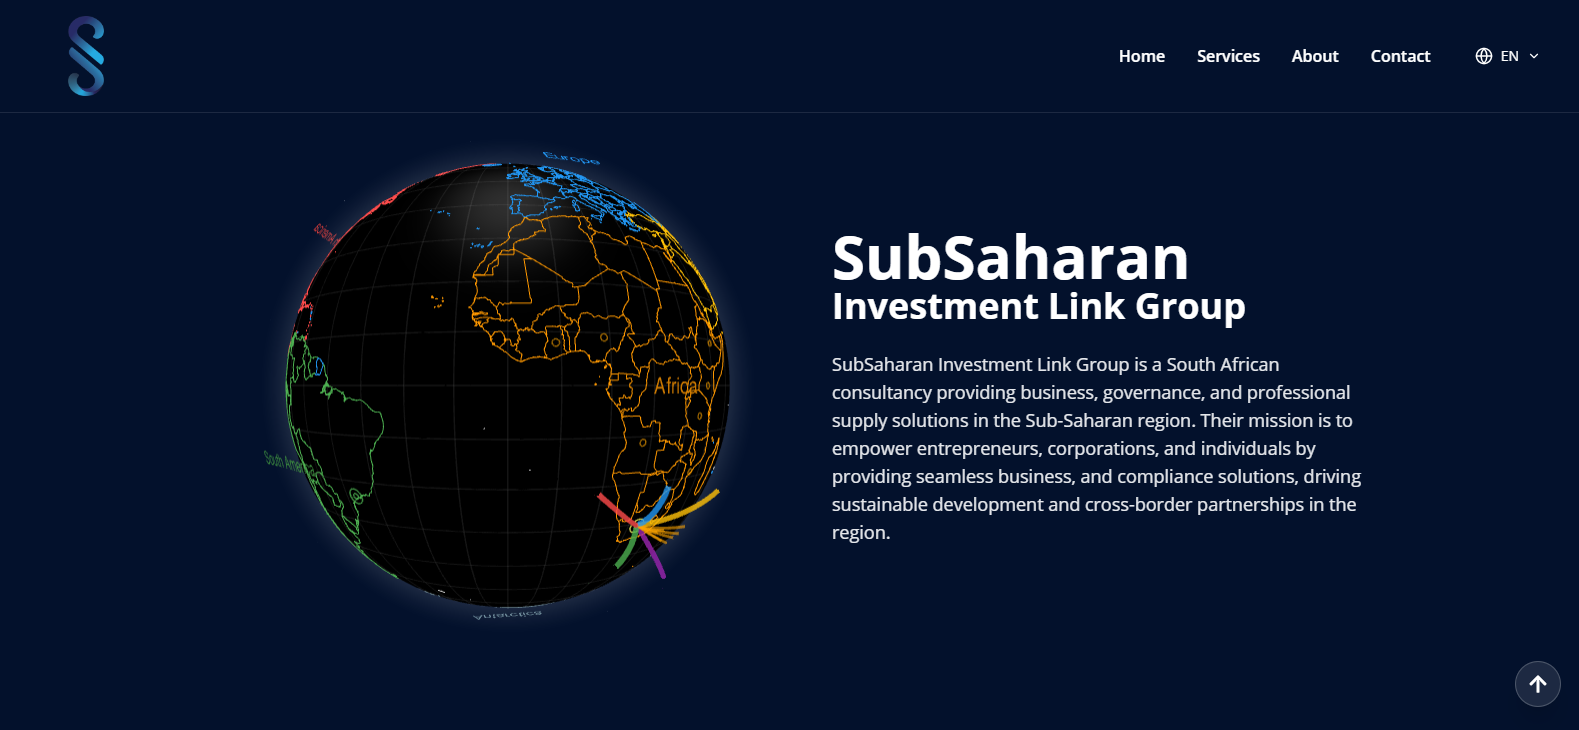 Home Services About Contact EN
Europe
Africa
South America
Antarctica
SubSaharan
Investment Link Group
SubSaharan Investment Link Group is a South African
consultancy providing business, governance, and professional
supply solutions in the Sub-Saharan region. Their mission is to
empower entrepreneurs, corporations, and individuals by
providing seamless business, and compliance solutions, driving
sustainable development and cross-border partnerships in the
region.